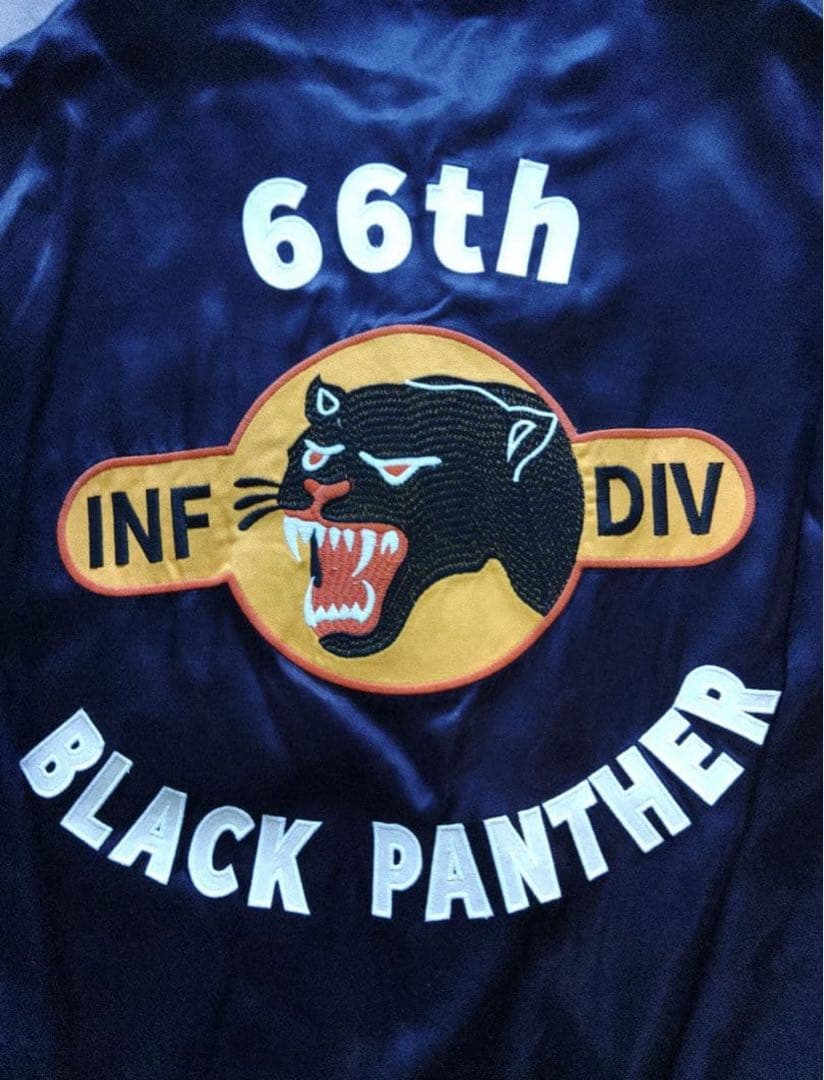 66th
INF DIV
BLACK PANTHER